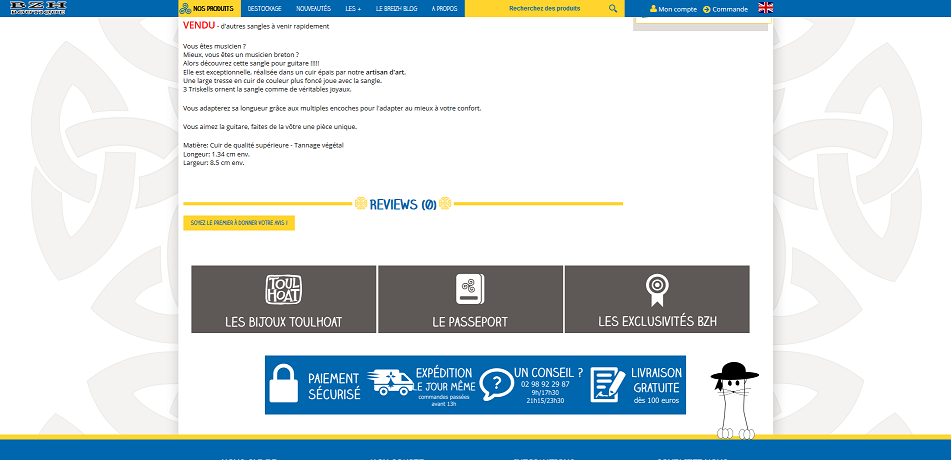 BZH
BOUTIQUE
NOS PRODUITS
DESTOCKAGE
NOUVEAUTÉS
LES +
LE BREIZH BLOG
A PROPOS
Recherchez des produits
Mon compte
Commande
VENDU - d'autres sangles à venir rapidement
Vous êtes musicien ?
Mieux, vous êtes un musicien breton ?
Alors découvrez cette sangle pour guitare !!!!!
Elle est exceptionnelle, réalisée dans un cuir épais par notre artisan d'art.
Une large tresse en cuir de couleur plus foncé joue avec la sangle.
3 Triskells ornent la sangle comme de véritables joyaux.
Vous adapterez sa longueur grâce aux multiples encoches pour l'adapter au mieux à votre confort.
Vous aimez la guitare, faites de la vôtre une pièce unique.
Matière: Cuir de qualité supérieure - Tannage végétal
Longeur: 1.34 cm env.
Largeur: 8.5 cm env.
REVIEWS (0)
SOYEZ LE PREMIER À DONNER VOTRE AVIS !
TOUL
HOAT
LES BIJOUX TOULHOAT
LE PASSEPORT
LES EXCLUSIVITÉS BZH
PAIEMENT
SÉCURISÉ
EXPÉDITION
LE JOUR MÊME
commandes passées
avant 13h
UN CONSEIL ?
02 98 92 29 87
9h/17h30
21h15/23h30
LIVRAISON
GRATUITE
dès 100 euros